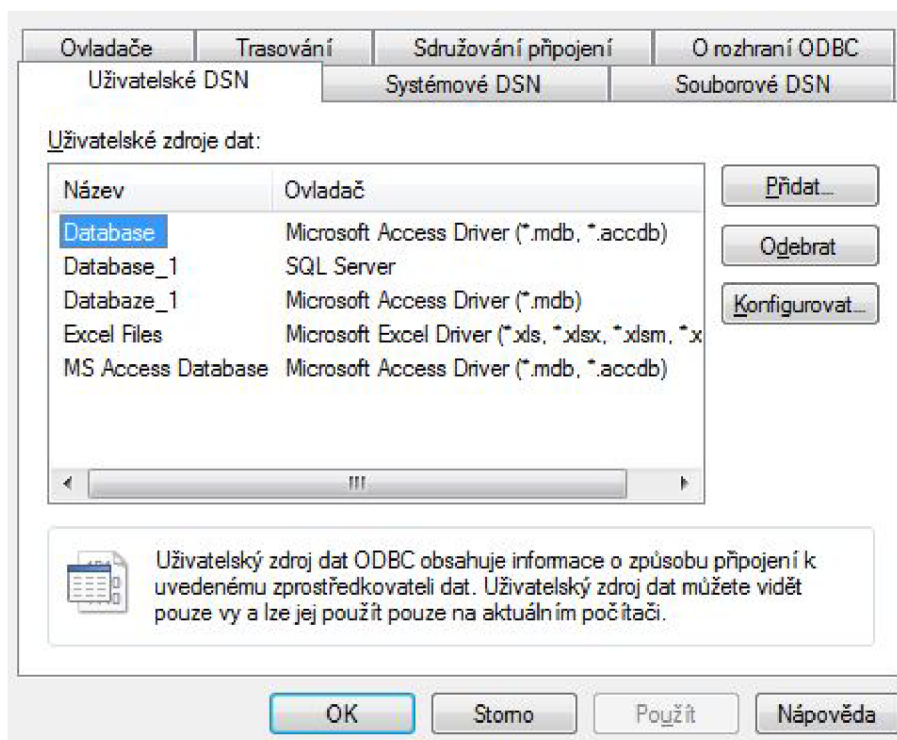 Ovladače Trasování Sdružování připojení O rozhraní ODBC
Uživatelské DSN Systémové DSN Souborové DSN
Uživatelské zdroje dat:
Název Ovladač
Přidat...
Database Microsoft Access Driver (*.mdb, *.accdb)
Odebrat
Database_1 SQL Server
Databaze_1 Microsoft Access Driver (*.mdb)
Konfigurovat...
Excel Files Microsoft Excel Driver (*.xls, *.xlsx, *.xlsm, *.x
MS Access Database Microsoft Access Driver (*.mdb, *.accdb)
Uživatelský zdroj dat ODBC obsahuje informace o způsobu připojení k
uvedenému zprostředkovateli dat. Uživatelský zdroj dat můžete vidět
pouze vy a lze jej použít pouze na aktuálním počítači.
OK Storno Použít Nápověda